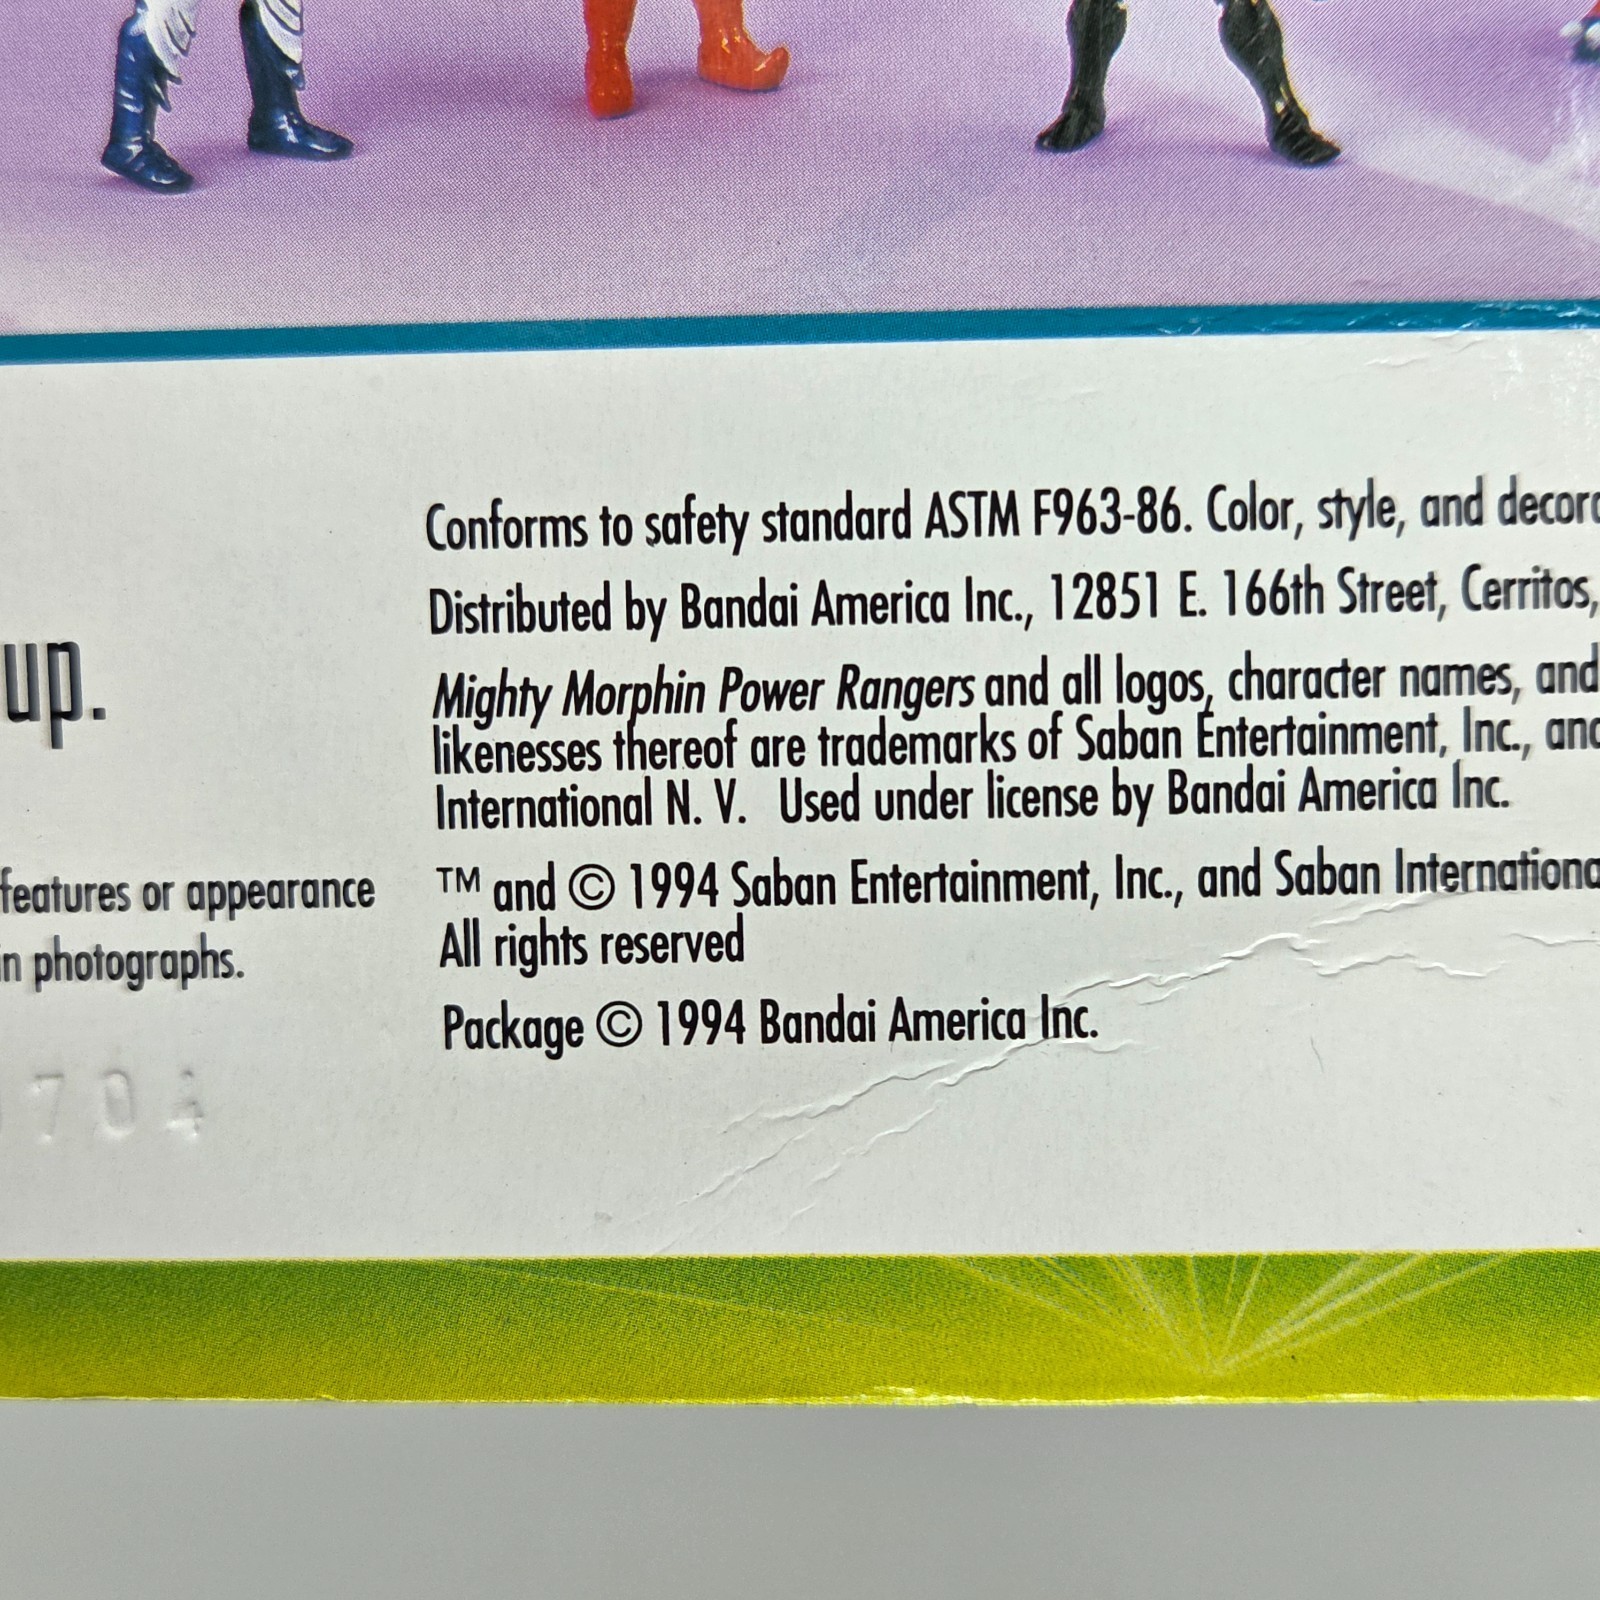 Conforms to safety standard ASTM F963-86. Color, style, and
Distributed by Bandai America Inc., 12851 E. 166th Street, Cerritos,
up.
Mighty Morphin Power Rangers and all logos, character names, and
likenesses thereof are trademarks of Saban Entertainment, Inc., and
International N. V. Used under license by Bandai America Inc.
features or appearance
in photographs.
™ and © 1994 Saban Entertainment, Inc., and Saban
All rights reserved
Package © 1994 Bandai America Inc.